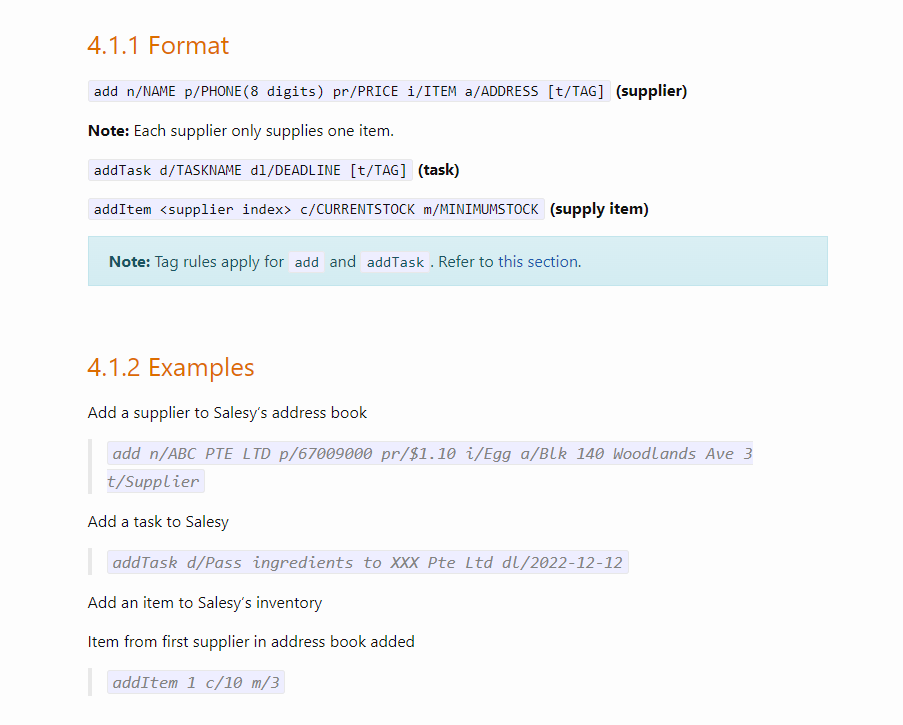 4.1.1 Format
add n/NAME p/PHONE(8 digits) pr/PRICE i/ITEM a/ADDRESS [t/TAG] (supplier)
Note: Each supplier only supplies one item.
addTask d/TASKNAME dl/DEADLINE [t/TAG] (task)
addItem <supplier index> c/CURRENTSTOCK m/MINIMUMSTOCK (supply item)
Note: Tag rules apply for add and addTask. Refer to this section.
4.1.2 Examples
Add a supplier to Salesy’s address book
add n/ABC PTE LTD p/67009000 pr/$1.10 i/Egg a/Blk 140 Woodlands Ave 3
t/Supplier
Add a task to Salesy
addTask d/Pass ingredients to XXX Pte Ltd dl/2022-12-12
Add an item to Salesy’s inventory
Item from first supplier in address book added
addItem 1 c/10 m/3